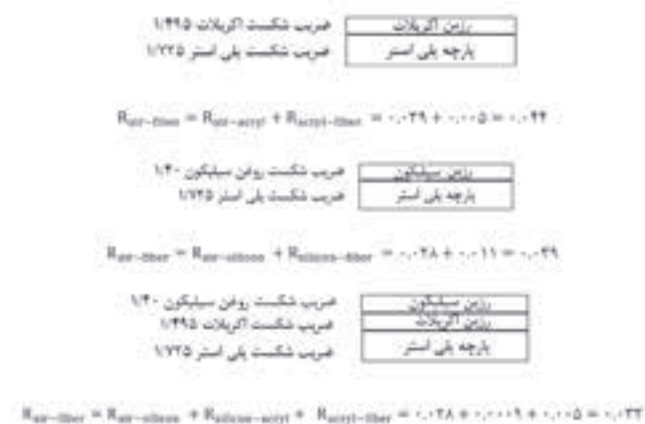 ضریب شکست اکریلات ۱/۴۹۵ رزین اکریلات
ضریب شکست پلی استر ۱/۷۲۵ پارچه پلی استر
R_air-fiber = R_air-acryl + R_acryl-fiber = ۰.۰۳۹ + ۰.۰۰۵ = ۰.۰۴۴
ضریب شکست روغن سیلیکون ۱/۴۰ رزین سیلیکون
ضریب شکست پلی استر ۱/۷۲۵ پارچه پلی استر
R_air-fiber = R_air-silicon + R_silicon-fiber = ۰.۰۲۸ + ۰.۰۱۱ = ۰.۰۳۹
ضریب شکست روغن سیلیکون ۱/۴۰ رزین سیلیکون
ضریب شکست اکریلات ۱/۴۹۵ رزین اکریلات
ضریب شکست پلی استر ۱/۷۲۵ پارچه پلی استر
R_air-fiber = R_air-silicon + R_silicon-acryl + R_acryl-fiber = ۰.۰۲۸ + ۰.۰۰۰۹ + ۰.۰۰۵ = ۰.۰۳۳